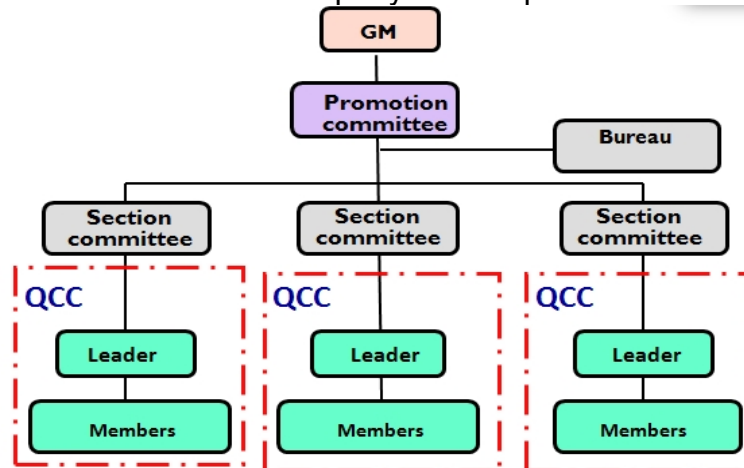 GM
Promotion
committee
Bureau
Section
committee
Section
committee
Section
committee
QCC
QCC
QCC
Leader
Leader
Leader
Members
Members
Members